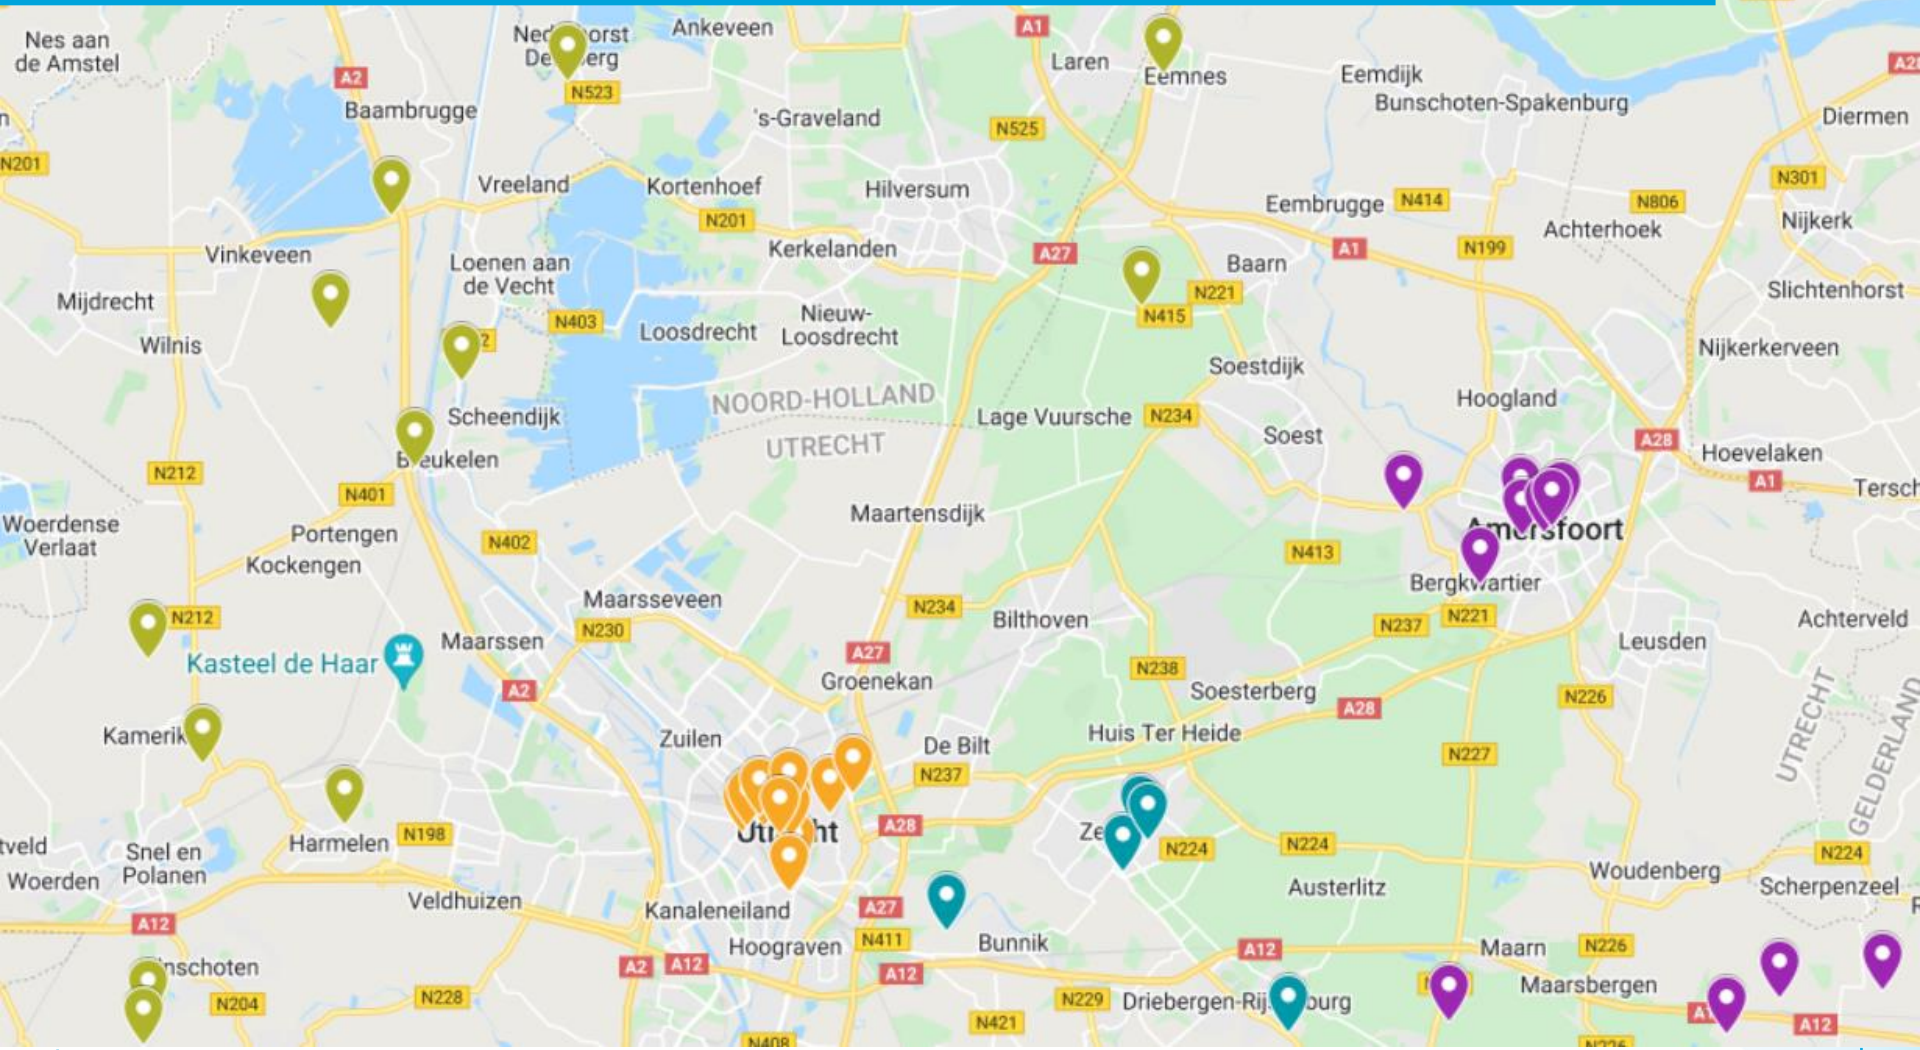 Nes aan
de Amstel
Ankeveen
A1
Laren
Eemnes
Eemdijk
A2
N523
Baambrugge
's-Graveland
N525
Bunschoten-Spakenburg
Diermen
N201
Vreeland
Kortenhoef
Hilversum
N201
Eembrugge
N414
N806
N301
Achterhoek
Nijkerk
Vinkeveen
Loenen aan
de Vecht
Kerkelanden
A27
Baarn
A1
N199
Mijdrecht
N221
Slichtenhorst
N403
Loosdrecht
Nieuw-
Loosdrecht
N415
Wilnis
Nijkerkerveen
Soestdijk
NOORD-HOLLAND
UTRECHT
Hoogland
Scheendijk
Lage Vuursche
N234
Soest
A28
Hoevelaken
N212
A1
N401
Woerdense
Verlaat
Portengen
Kockengen
N402
Maartensdijk
N413
Maarsseveen
N230
N234
Bilthoven
N237
N221
Achterveld
N212
Kasteel de Haar
Maarssen
A27
Groenekan
Leusden
A2
N238
Soesterberg
A28
N226
UTRECHT
GELDERLAND
Zuilen
De Bilt
Huis Ter Heide
N237
N227
Harmelen
N198
A28
N224
N224
N224
Woerden
Snel en
Polanen
Woudenberg
Scherpenzeel
Austerlitz
Veldhuizen
Kanaleneiland
A27
A12
Hoograven
N411
Bunnik
A12
Maarn
N226
A2
A12
A12
N204
N228
N229
N421
Maarsbergen
A12
N408